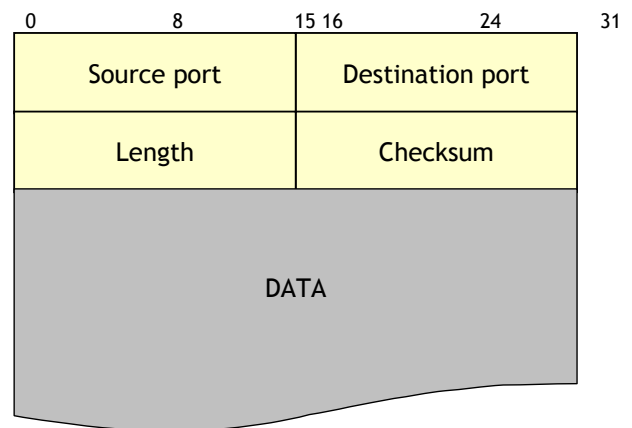 0 8 15 16 24 31
Source port Destination port
Length Checksum
DATA